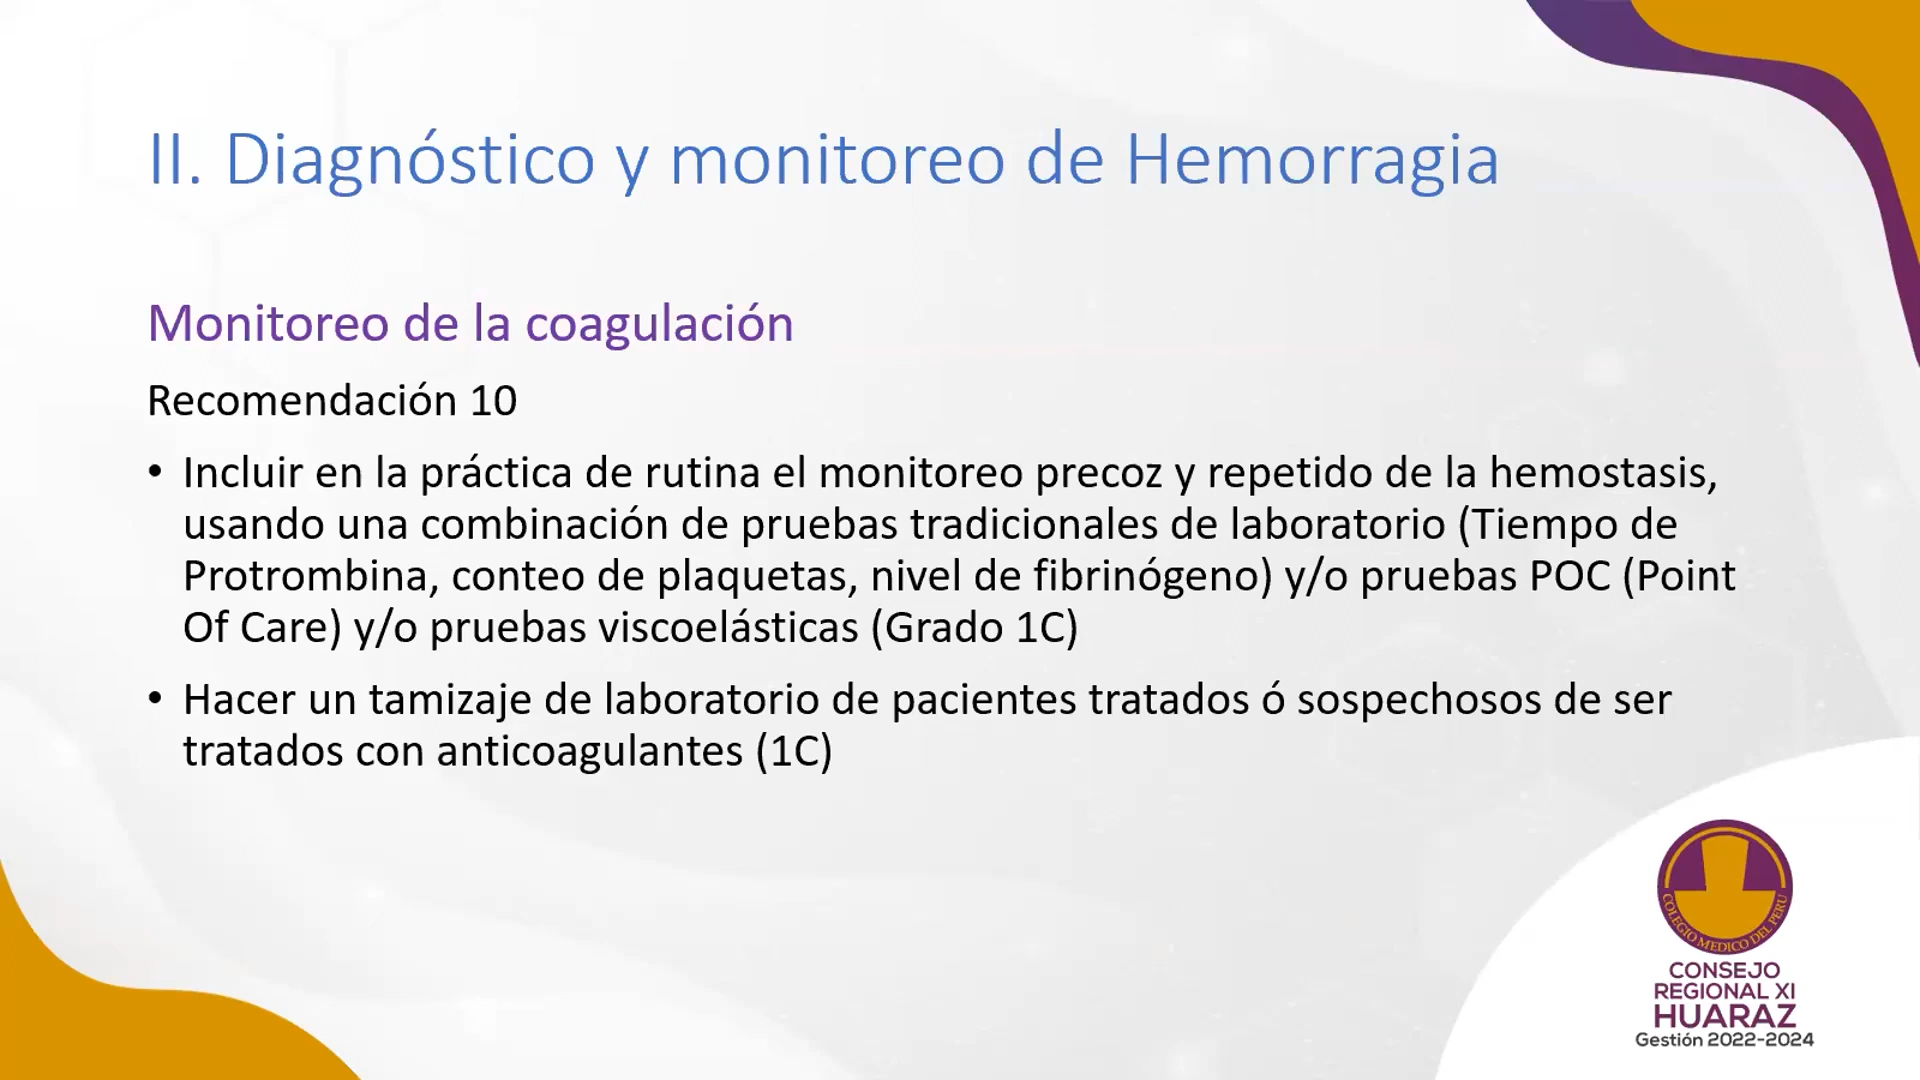 II. Diagnóstico y monitoreo de Hemorragia
Monitoreo de la coagulación
Recomendación 10
• Incluir en la práctica de rutina el monitoreo precoz y repetido de la hemostasis,
usando una combinación de pruebas tradicionales de laboratorio (Tiempo de
Protrombina, conteo de plaquetas, nivel de fibrinógeno) y/o pruebas POC (Point
Of Care) y/o pruebas viscoelásticas (Grado 1C)
• Hacer un tamizaje de laboratorio de pacientes tratados ó sospechosos de ser
tratados con anticoagulantes (1C)
COLEGIO MEDICO DEL PERU
CONSEJO
REGIONAL XI
HUARAZ
Gestión 2022-2024